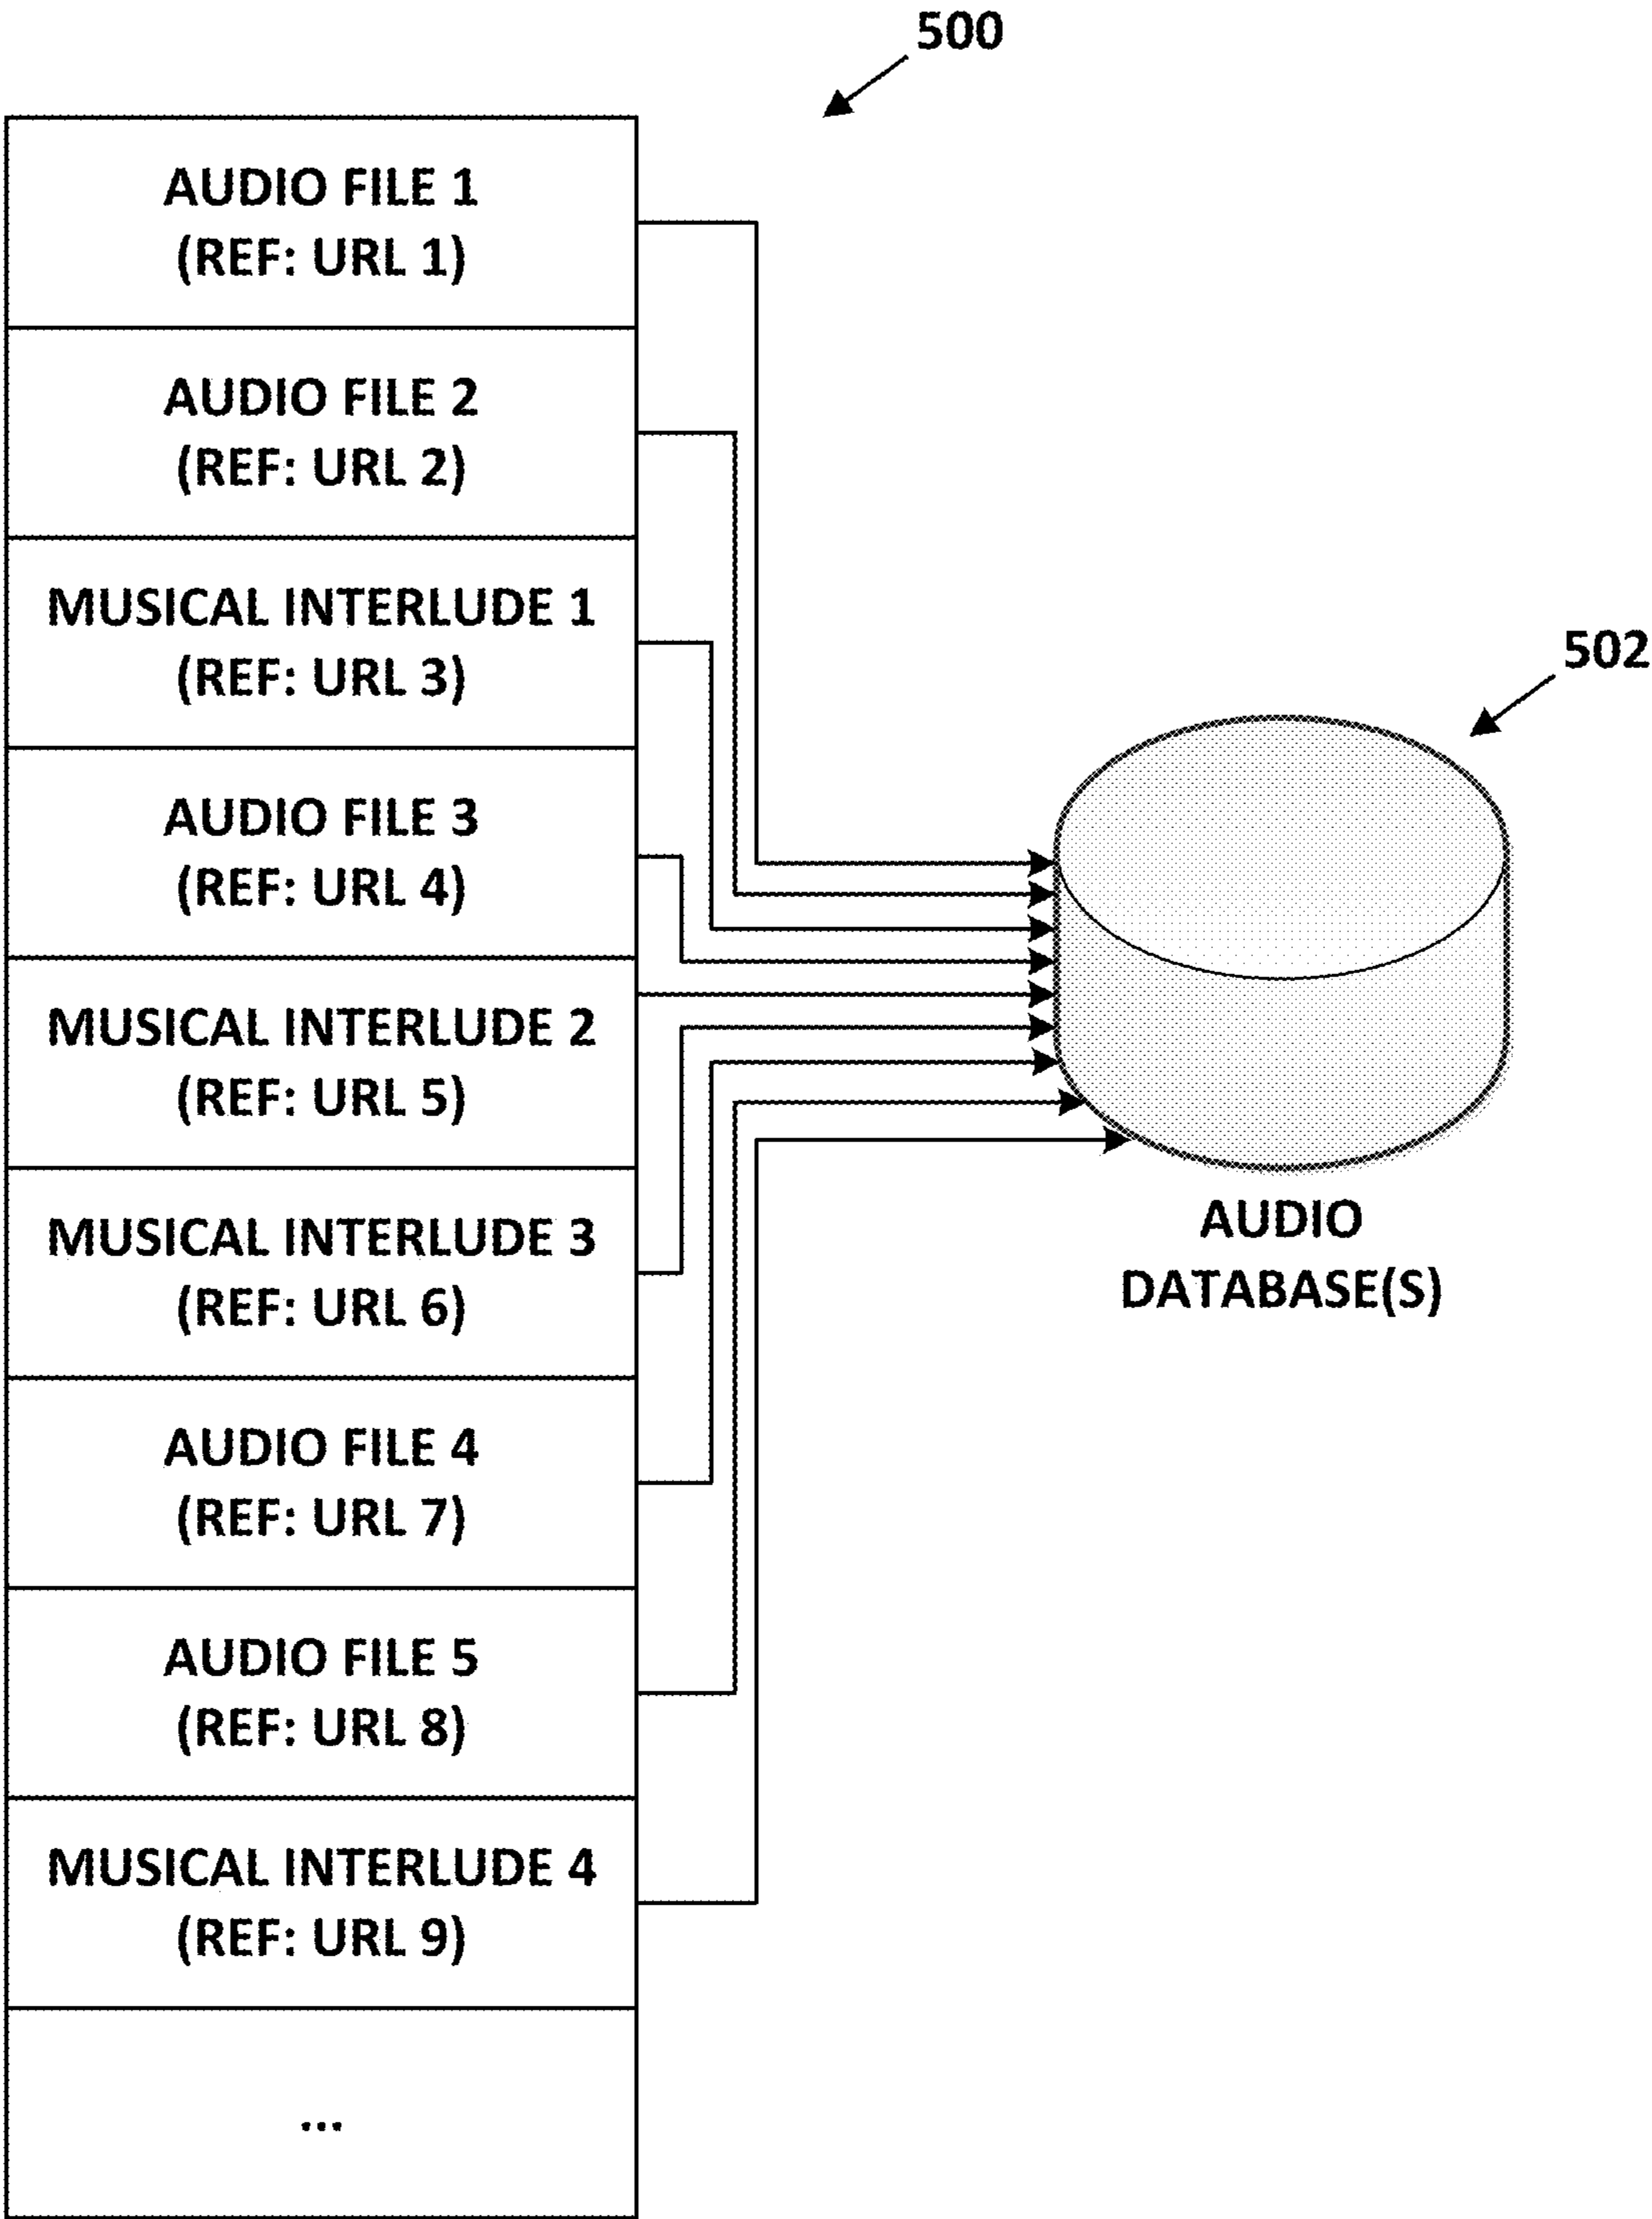 500
AUDIO FILE 1
(REF: URL 1)
AUDIO FILE 2
(REF: URL 2)
MUSICAL INTERLUDE 1
(REF: URL 3)
502
AUDIO FILE 3
(REF: URL 4)
MUSICAL INTERLUDE 2
(REF: URL 5)
MUSICAL INTERLUDE 3
(REF: URL 6)
AUDIO
DATABASE(S)
AUDIO FILE 4
(REF: URL 7)
AUDIO FILE 5
(REF: URL 8)
MUSICAL INTERLUDE 4
(REF: URL 9)
...